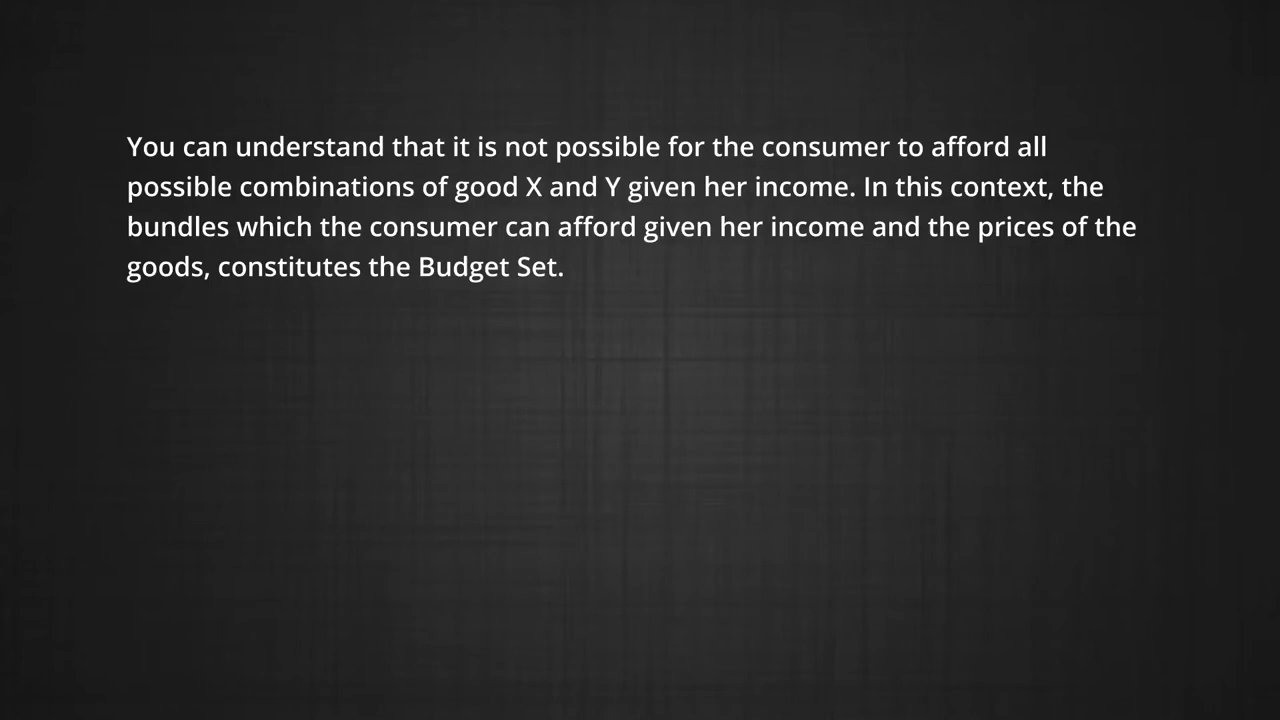 You can understand that it is not possible for the consumer to afford all
possible combinations of good X and Y given her income. In this context, the
bundles which the consumer can afford given her income and the prices of the
goods, constitutes the Budget Set.